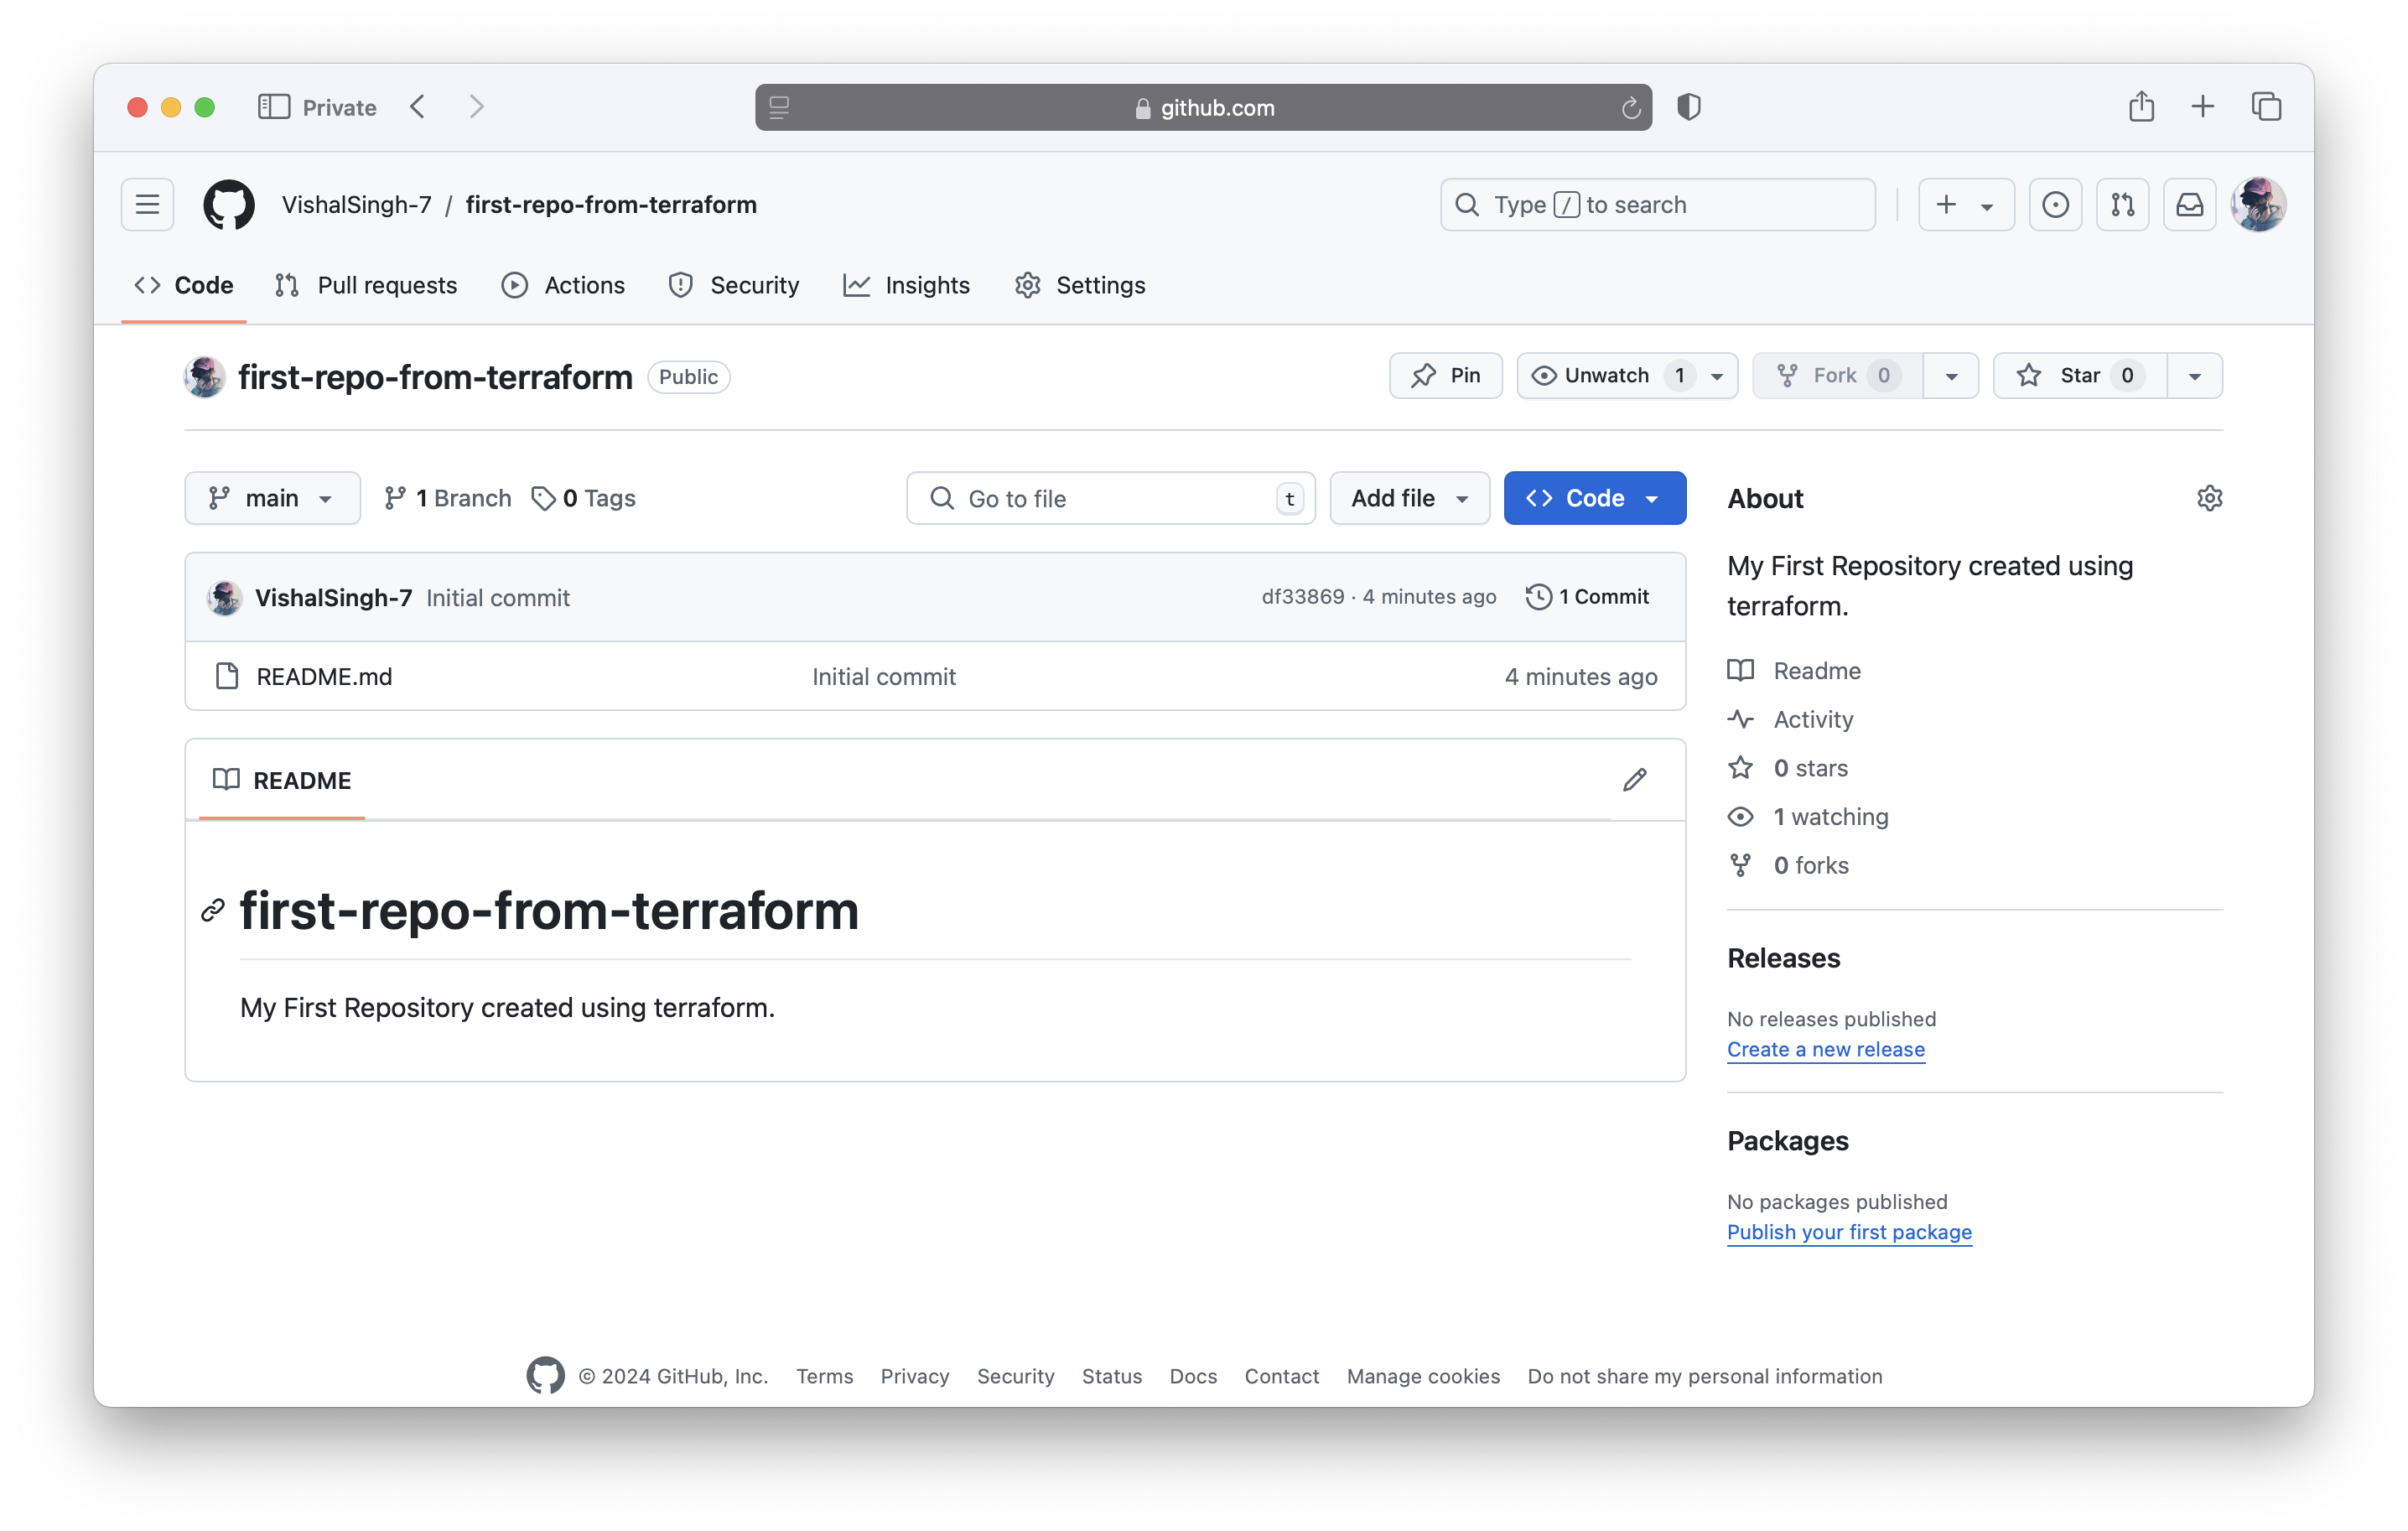 Private
github.com
VishalSingh-7 / first-repo-from-terraform
Type / to search
Code Pull requests Actions Security Insights Settings
first-repo-from-terraform Public
Pin Unwatch 1 Fork 0 Star 0
main 1 Branch 0 Tags Go to file t Add file Code
VishalSingh-7 Initial commit df33869 · 4 minutes ago 1 Commit
README.md Initial commit 4 minutes ago
README
first-repo-from-terraform
My First Repository created using terraform.
About
My First Repository created using
terraform.
Readme
Activity
0 stars
1 watching
0 forks
Releases
No releases published
Create a new release
Packages
No packages published
Publish your first package
© 2024 GitHub, Inc. Terms Privacy Security Status Docs Contact Manage cookies Do not share my personal information